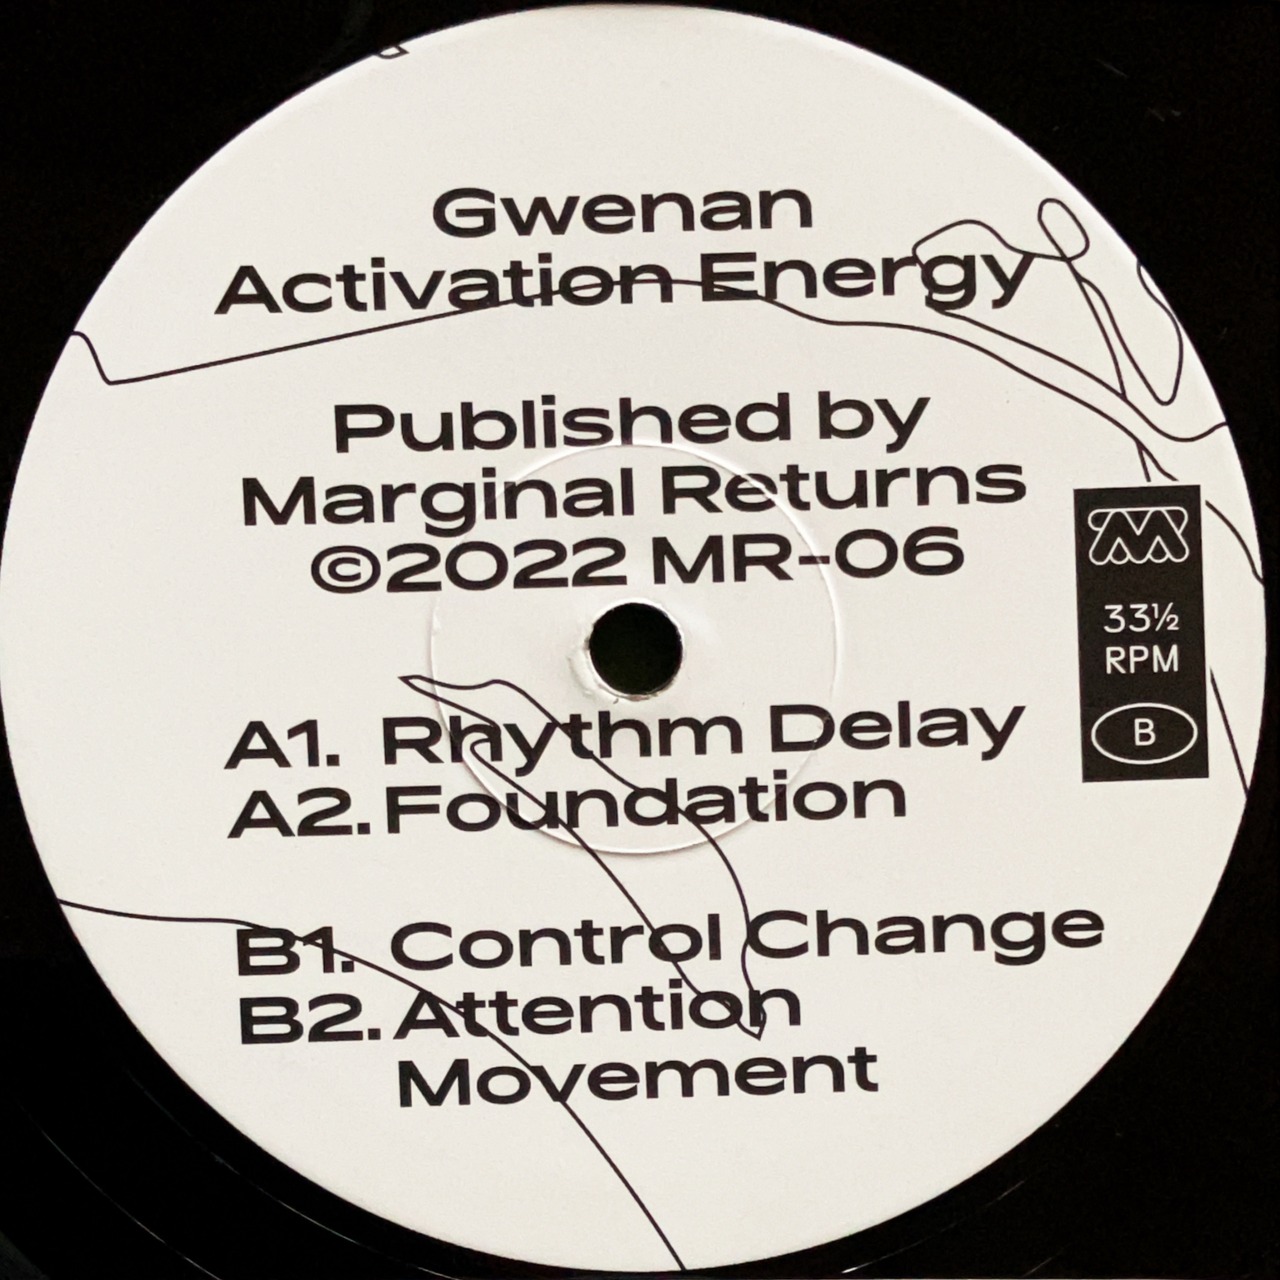 Gwenan
Activation Energy
Published by
Marginal Returns
©2022 MR-06
33½
RPM
B
A1. Rhythm Delay
A2. Foundation
B1. Control Change
B2. Attention
Movement